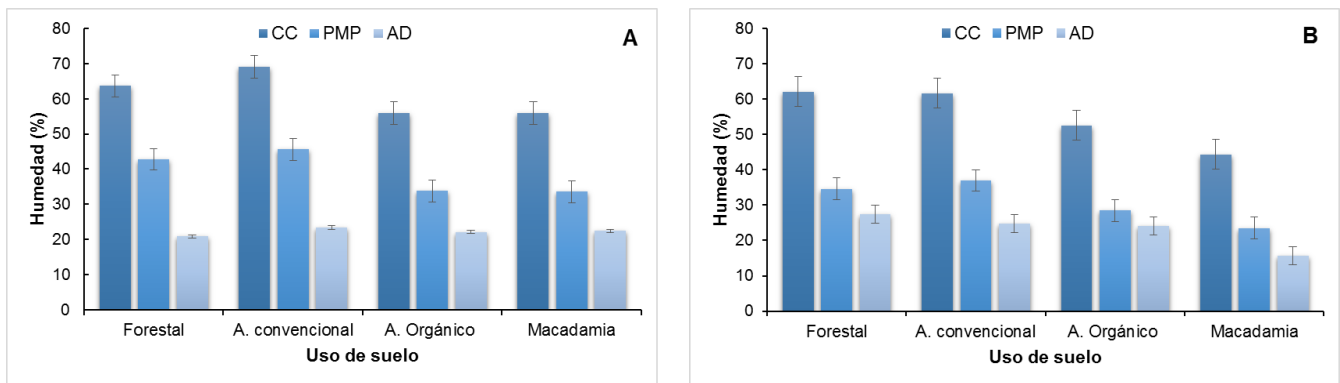 CC PMP AD
A
80
70
60
50
40
30
20
10
0
Humedad (%)
Forestal A. convencional A. Orgánico Macadamia
Uso de suelo
CC PMP AD
B
80
70
60
50
40
30
20
10
0
Humedad (%)
Forestal A. convencional A. Orgánico Macadamia
Uso de suelo